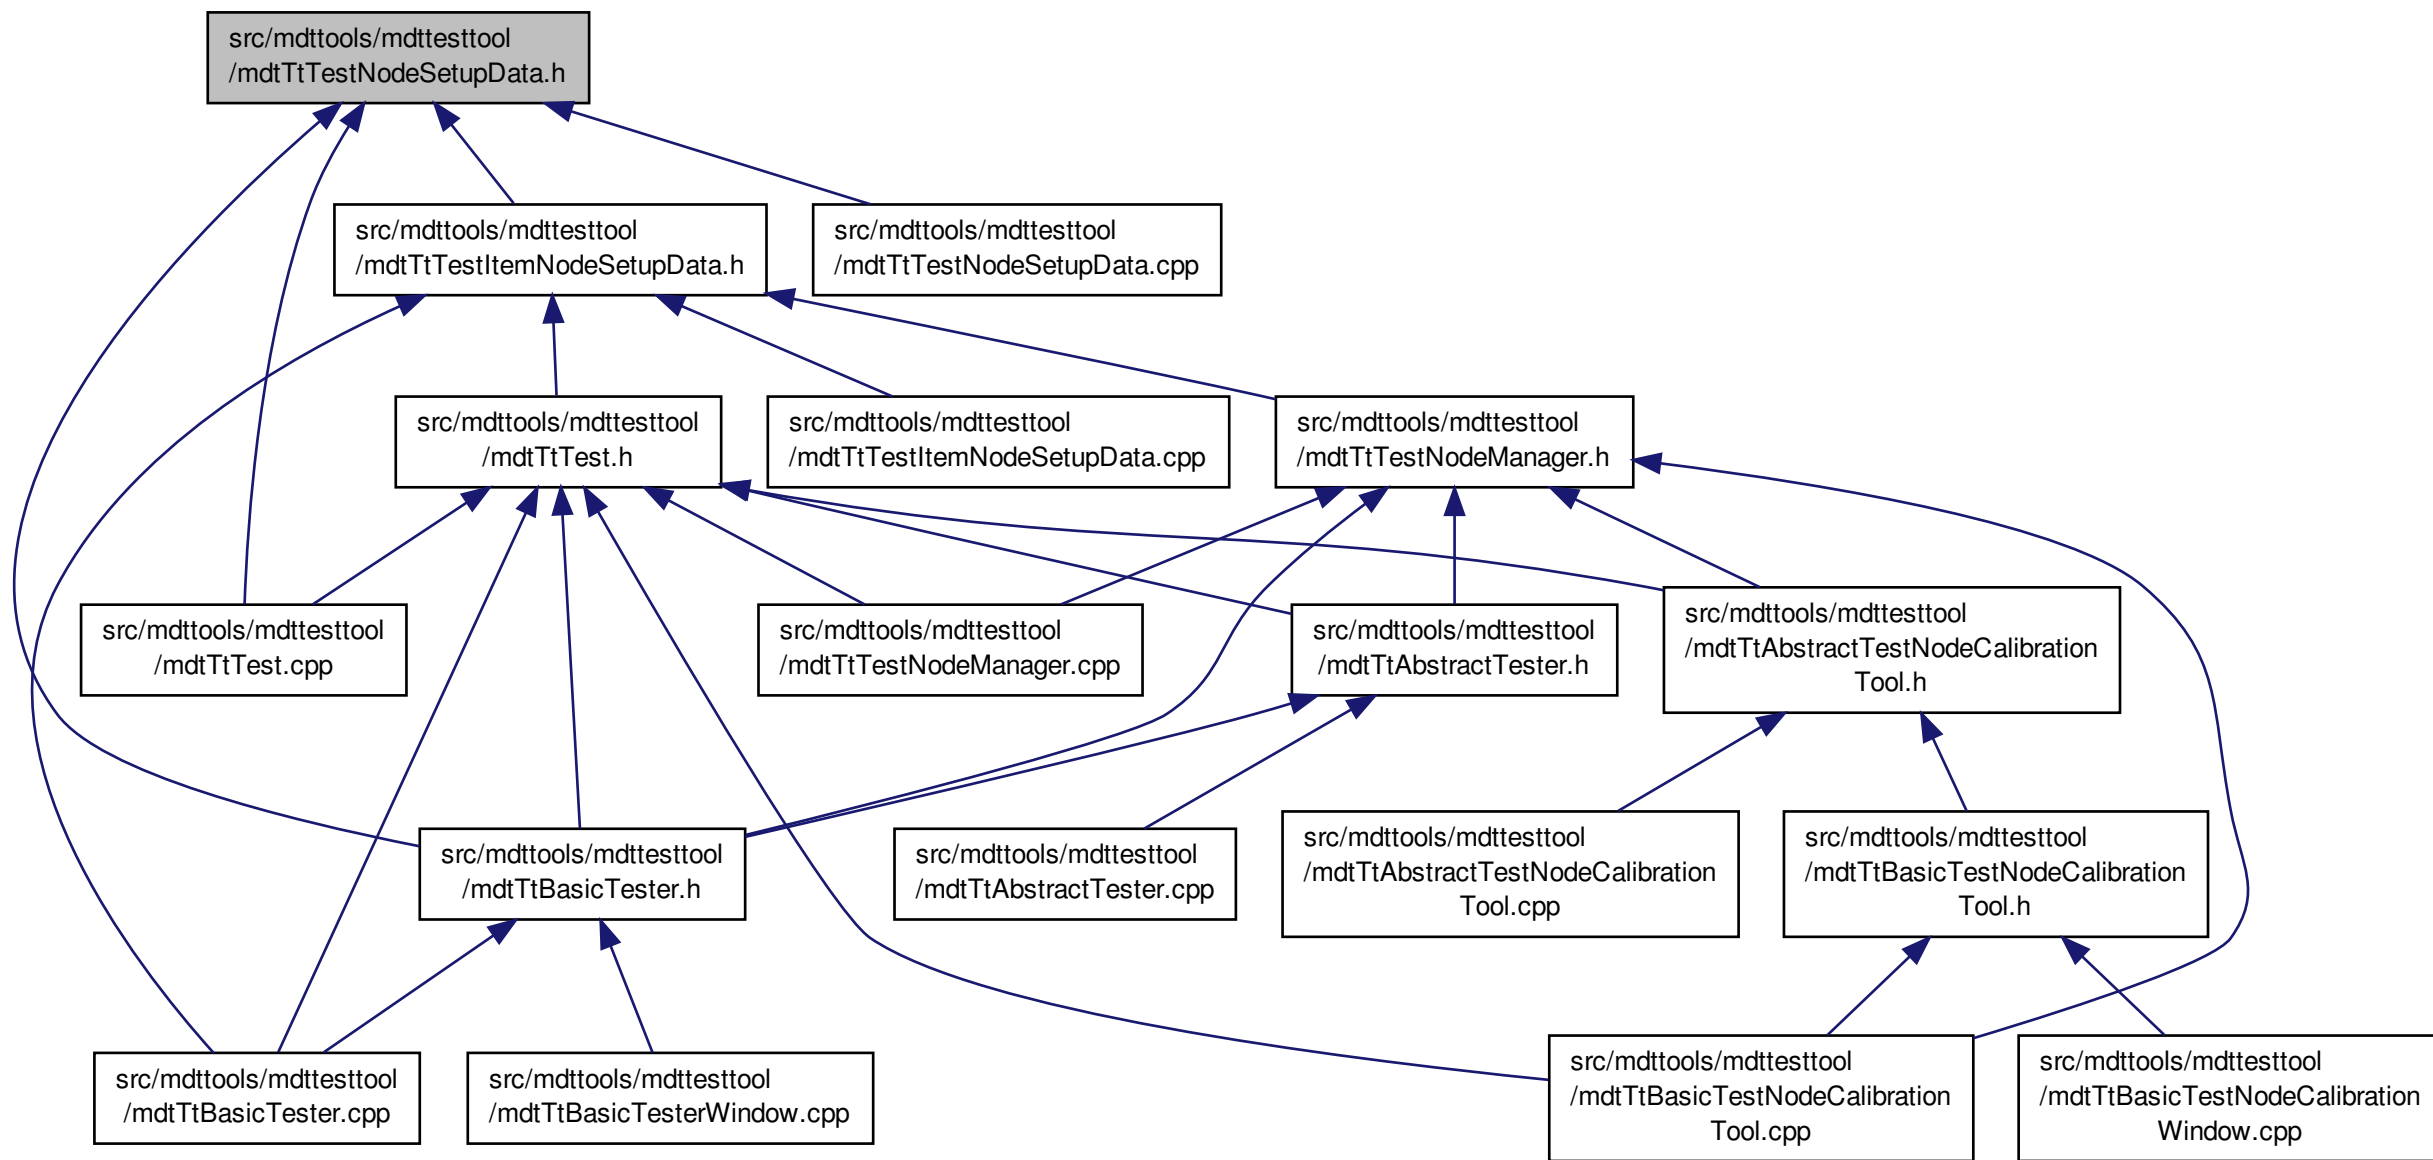 src/mdttools/mdttesttool
/mdtTtTestNodeSetupData.h
src/mdttools/mdttesttool
/mdtTtTestItemNodeSetupData.h
src/mdttools/mdttesttool
/mdtTtTestNodeSetupData.cpp
src/mdttools/mdttesttool
/mdtTtTest.h
src/mdttools/mdttesttool
/mdtTtTestItemNodeSetupData.cpp
src/mdttools/mdttesttool
/mdtTtTestNodeManager.h
src/mdttools/mdttesttool
/mdtTtTest.cpp
src/mdttools/mdttesttool
/mdtTtTestNodeManager.cpp
src/mdttools/mdttesttool
/mdtTtAbstractTester.h
src/mdttools/mdttesttool
/mdtTtAbstractTestNodeCalibration
Tool.h
src/mdttools/mdttesttool
/mdtTtBasicTester.h
src/mdttools/mdttesttool
/mdtTtAbstractTester.cpp
src/mdttools/mdttesttool
/mdtTtAbstractTestNodeCalibration
Tool.cpp
src/mdttools/mdttesttool
/mdtTtBasicTestNodeCalibration
Tool.h
src/mdttools/mdttesttool
/mdtTtBasicTester.cpp
src/mdttools/mdttesttool
/mdtTtBasicTesterWindow.cpp
src/mdttools/mdttesttool
/mdtTtBasicTestNodeCalibration
Tool.cpp
src/mdttools/mdttesttool
/mdtTtBasicTestNodeCalibration
Window.cpp